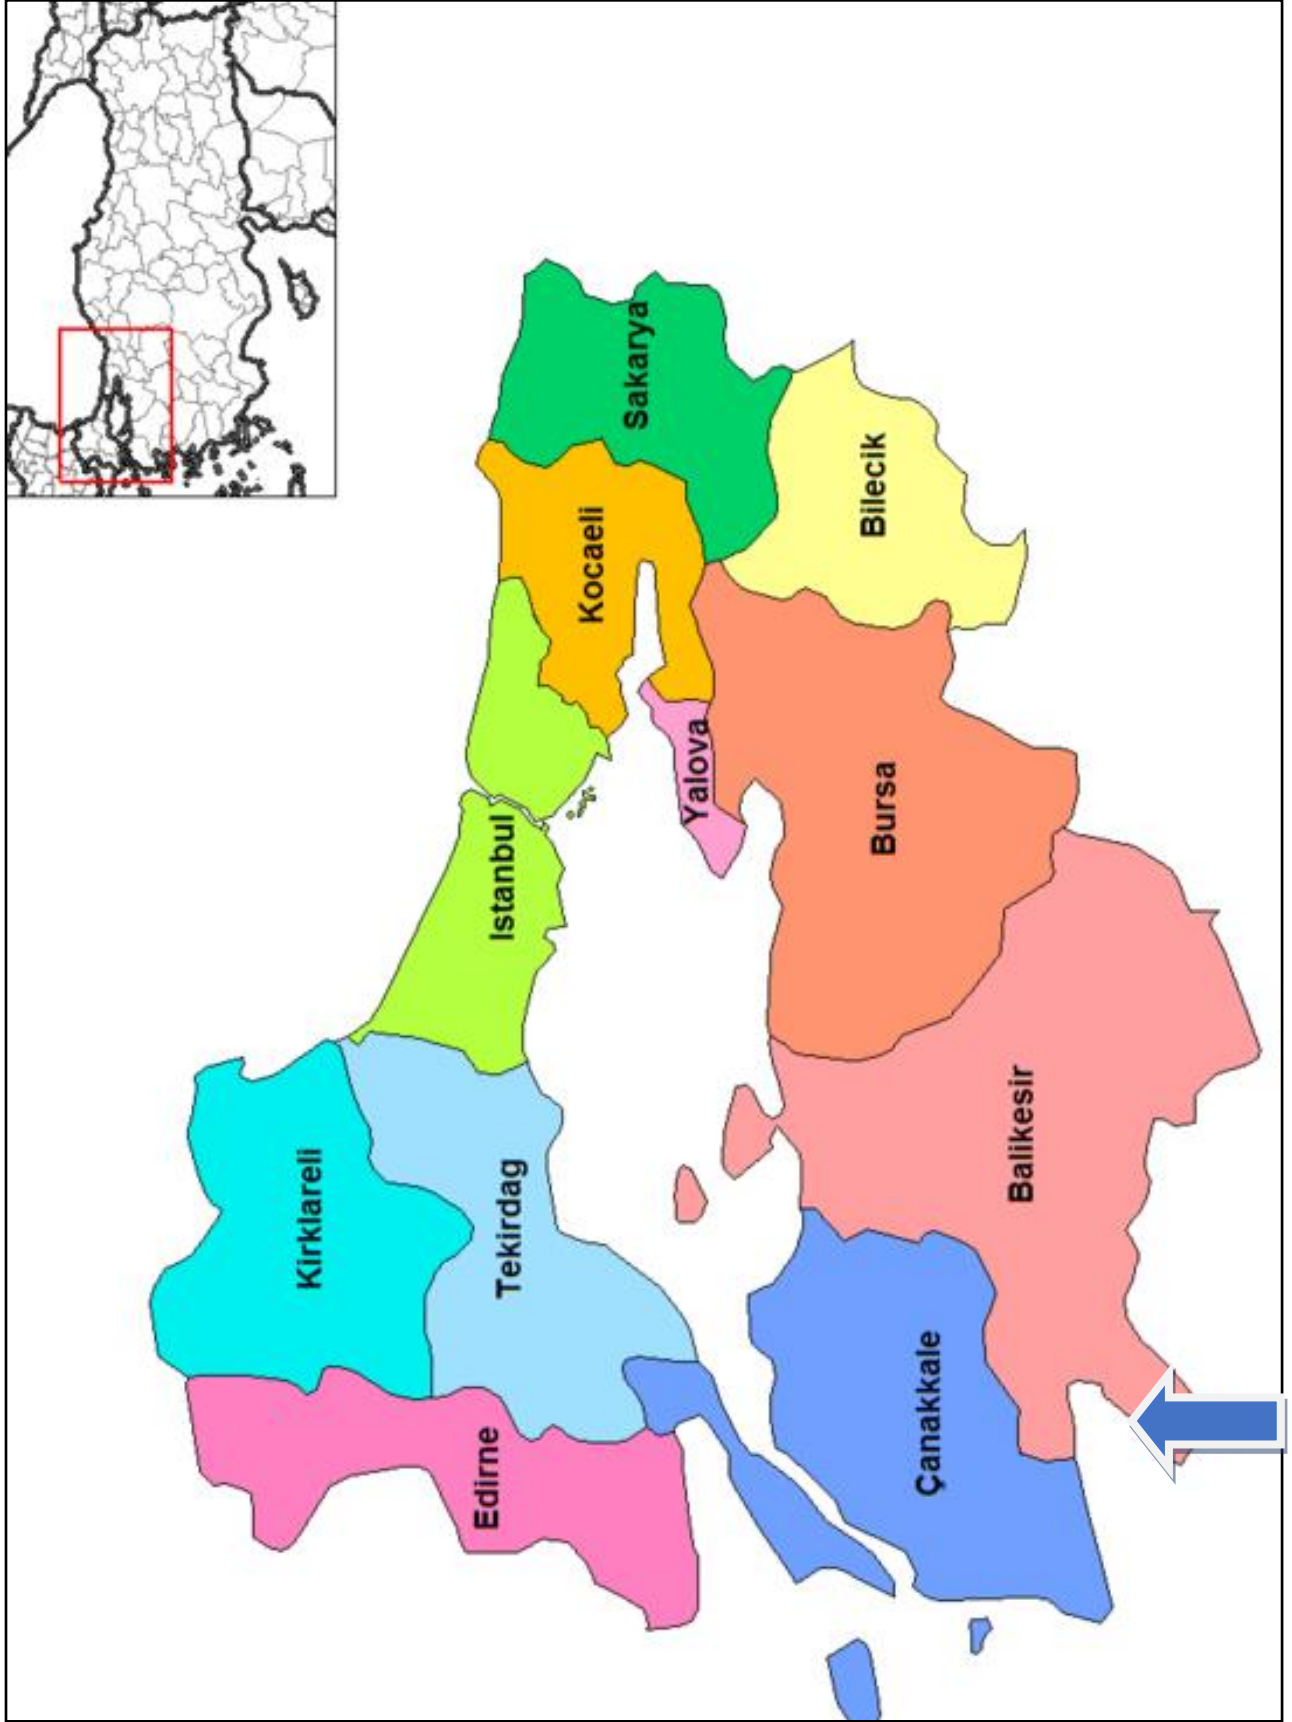 Kirklareli
Edirne
Tekirdag
Istanbul
Kocaeli
Sakarya
Yalova
Bilecik
Bursa
Balikesir
Çanakkale